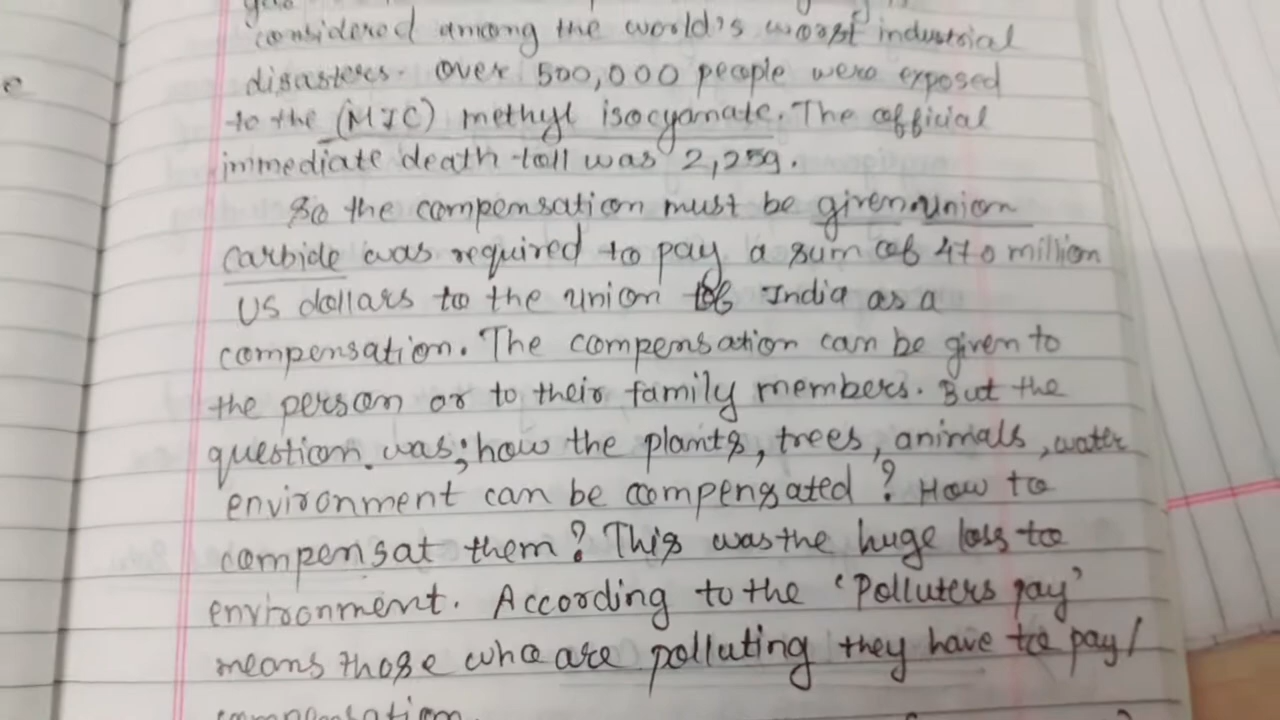 considered among the world's worst industrial
disasters. Over 500,000 people were exposed
to the (MIC) methyl isocyanate. The official
immediate death toll was 2,259.
So the compensation must be given. Union
carbide was required to pay a sum of 470 million
US dollars to the union of India as a
compensation. The compensation can be given to
the person or to their family members. But the
question was; how the plants, trees, animals, water
environment can be compensated? How to
compensat them? This was the huge loss to
environment. According to the 'Polluters pay'
means those who are polluting they have to pay/
compensation.